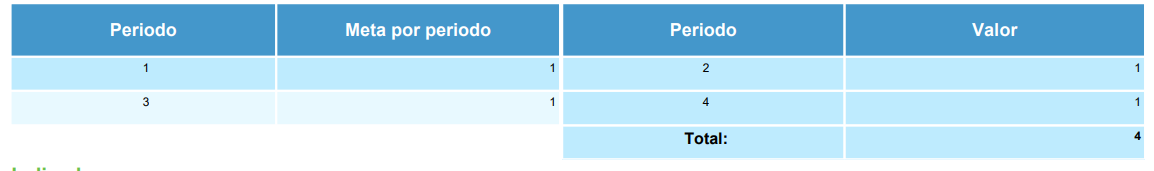 Periodo Meta por periodo Periodo Valor
1 1 2 1
3 1 4 1
Total: 4